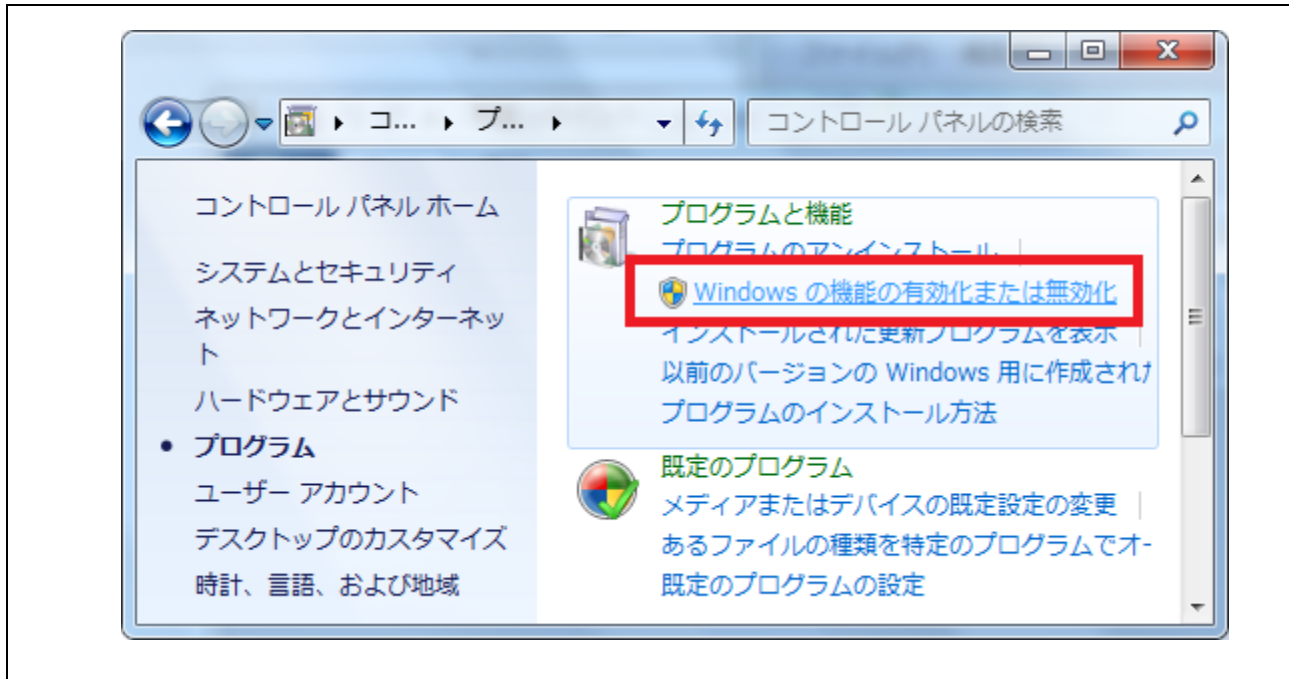 コ... プ...
コントロール パネルの検索
コントロール パネル ホーム
システムとセキュリティ
ネットワークとインターネッ
ト
ハードウェアとサウンド
プログラム
ユーザー アカウント
デスクトップのカスタマイズ
時計、言語、および地域
プログラムと機能
プログラムのアンインストール
Windows の機能の有効化または無効化
インストールされた更新プログラムを表示
以前のバージョンの Windows 用に作成され
プログラムのインストール方法
既定のプログラム
メディアまたはデバイスの既定設定の変更
あるファイルの種類を特定のプログラムでオ
既定のプログラムの設定